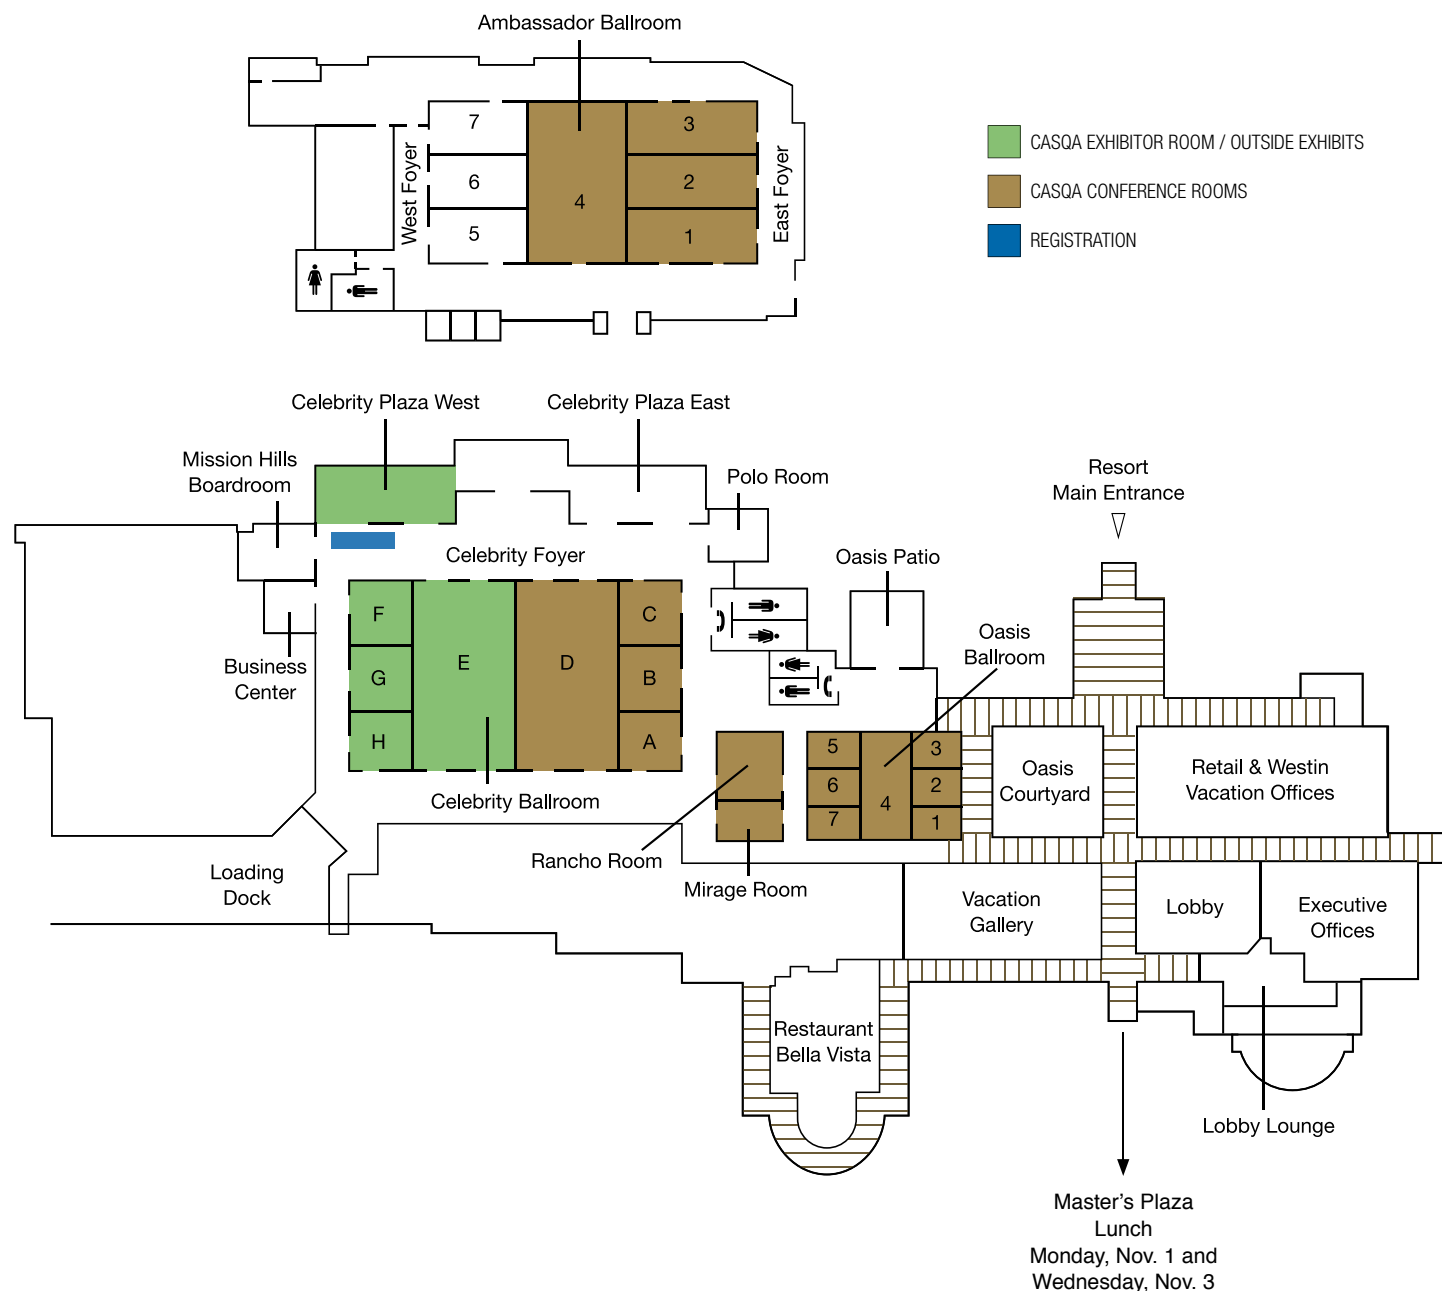 Ambassador Ballroom
7
6
5
4
3
2
1
West Foyer
East Foyer
CASQA EXHIBITOR ROOM / OUTSIDE EXHIBITS
CASQA CONFERENCE ROOMS
REGISTRATION
Celebrity Plaza West
Celebrity Plaza East
Mission Hills
Boardroom
Polo Room
Resort
Main Entrance
Celebrity Foyer
Oasis Patio
F
G
H
E
D
C
B
A
Business
Center
Oasis
Ballroom
Celebrity Ballroom
5
6
7
4
3
2
1
Oasis
Courtyard
Retail & Westin
Vacation Offices
Rancho Room
Mirage Room
Loading
Dock
Vacation
Gallery
Lobby
Executive
Offices
Restaurant
Bella Vista
Lobby Lounge
Master's Plaza
Lunch
Monday, Nov. 1 and
Wednesday, Nov. 3